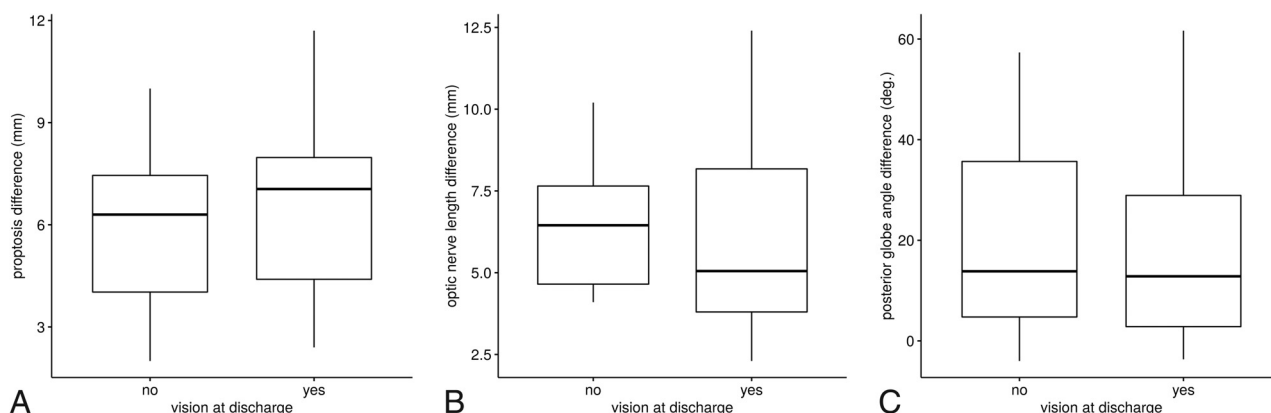 12
9
6
3
proptosis difference (mm)
no yes
vision at discharge
A
12.5
10.0
7.5
5.0
2.5
optic nerve length difference (mm)
no yes
vision at discharge
B
60
40
20
0
posterior globe angle difference (deg.)
no yes
vision at discharge
C